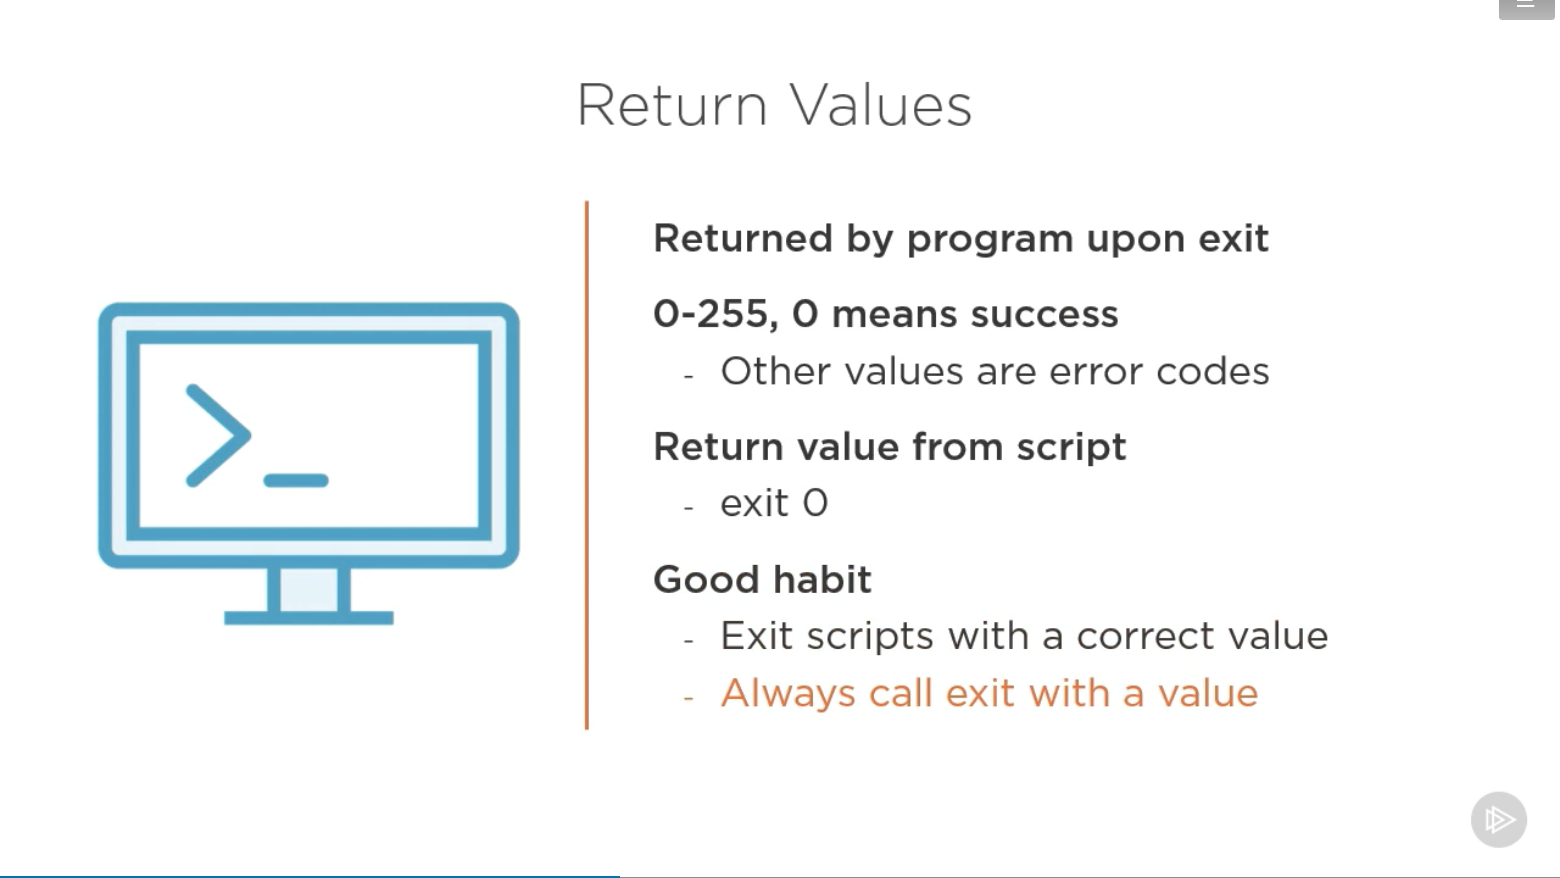 Return Values
Returned by program upon exit
0-255, 0 means success
- Other values are error codes
Return value from script
- exit 0
Good habit
- Exit scripts with a correct value
- Always call exit with a value